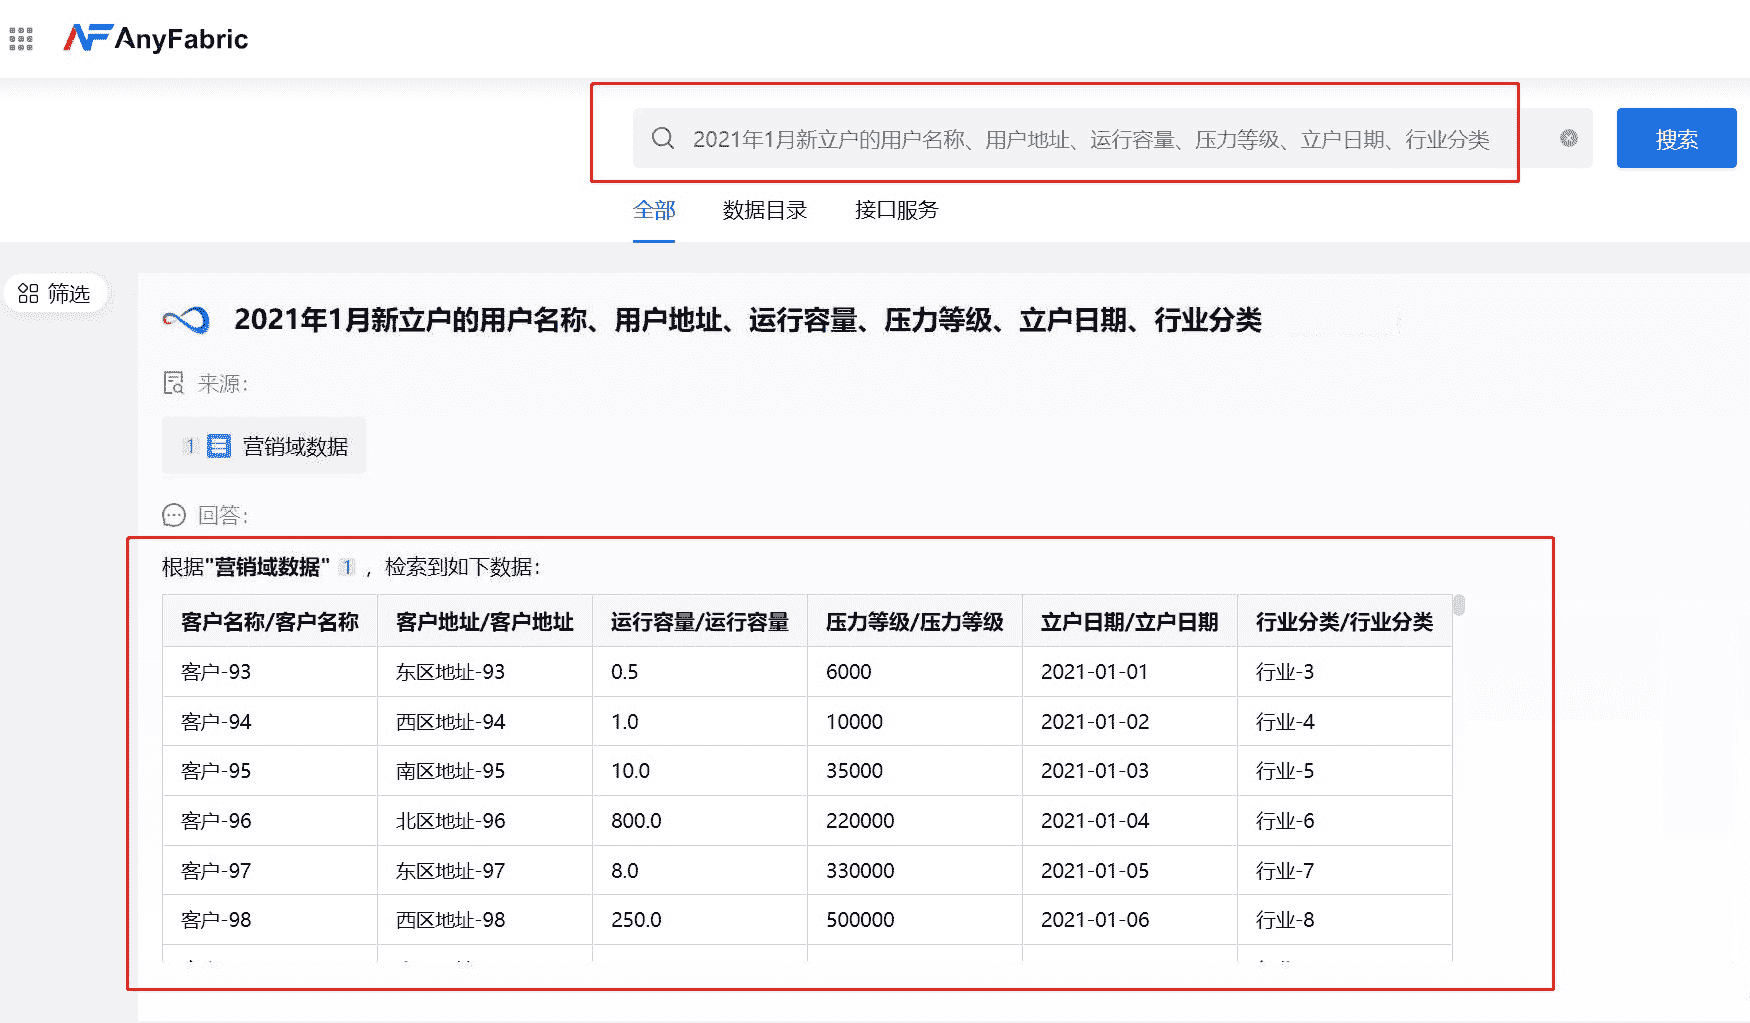 AnyFabric
2021年1月新立户的用户名称、用户地址、运行容量、压力等级、立户日期、行业分类
搜索
全部 数据目录 接口服务
筛选
2021年1月新立户的用户名称、用户地址、运行容量、压力等级、立户日期、行业分类
来源:
1 营销域数据
回答:
根据"营销域数据" 1 ，检索到如下数据:
客户名称/客户名称 客户地址/客户地址 运行容量/运行容量 压力等级/压力等级 立户日期/立户日期 行业分类/行业分类
客户-93 东区地址-93 0.5 6000 2021-01-01 行业-3
客户-94 西区地址-94 1.0 10000 2021-01-02 行业-4
客户-95 南区地址-95 10.0 35000 2021-01-03 行业-5
客户-96 北区地址-96 800.0 220000 2021-01-04 行业-6
客户-97 东区地址-97 8.0 330000 2021-01-05 行业-7
客户-98 西区地址-98 250.0 500000 2021-01-06 行业-8